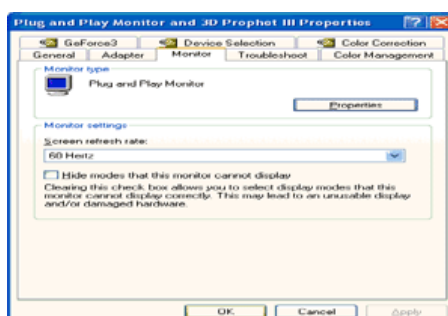 Plug and Play Monitor and 3D Prophet III Properties
GeForce3 Device Selection Color Correction
General Adapter Monitor Troubleshoot Color Management
Monitor type
Plug and Play Monitor
Properties
Monitor settings
Screen refresh rate:
60 Hertz
Hide modes that this monitor cannot display
Clearing this check box allows you to select display modes that this
monitor cannot display correctly. This may lead to an unusable display
and/or damaged hardware.
OK Cancel Apply